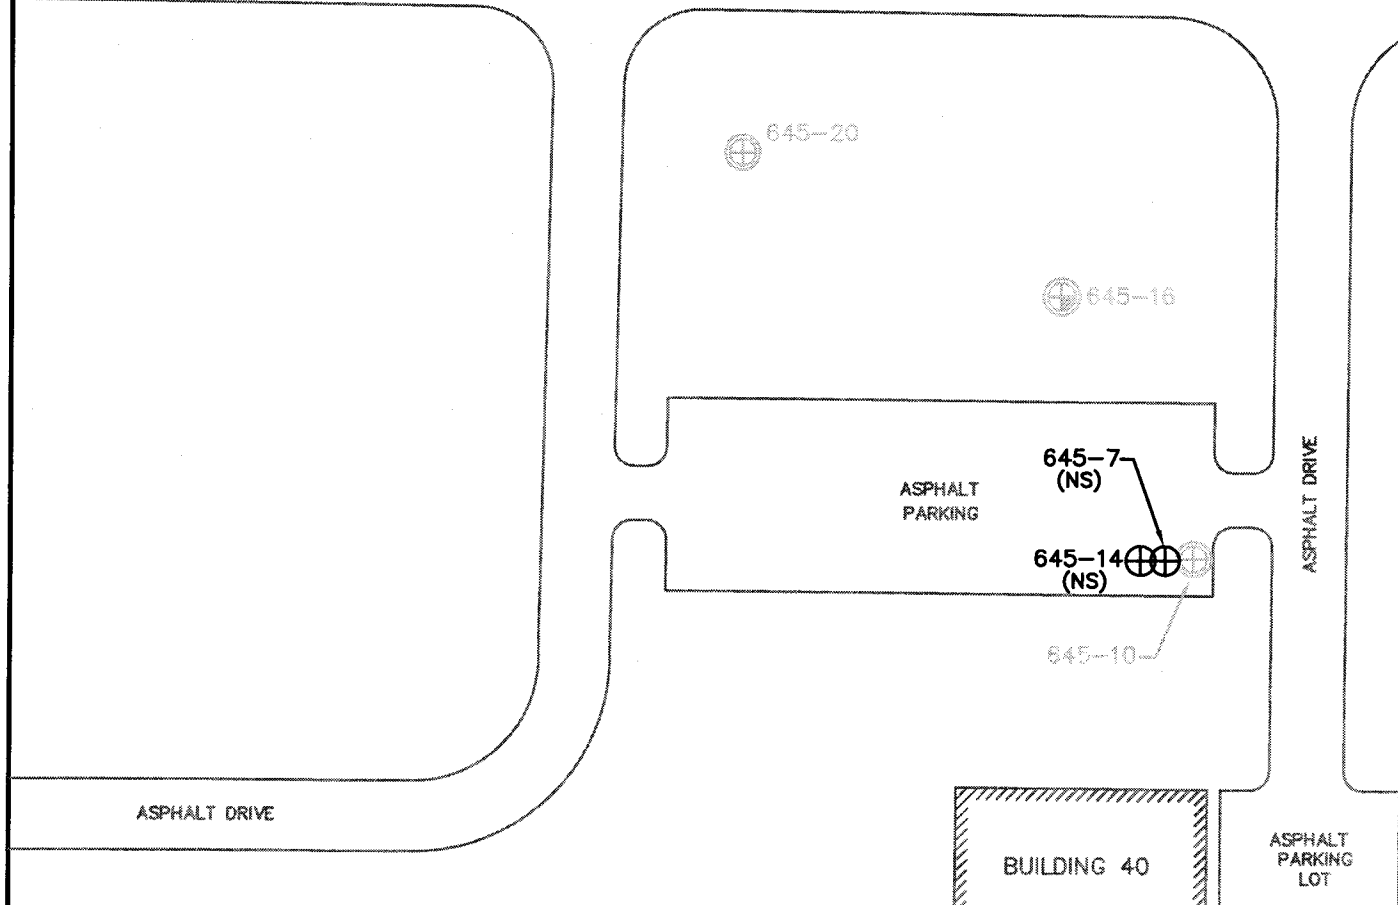 645-20
645-16
645-7
(NS)
ASPHALT
PARKING
ASPHALT DRIVE
645-14
(NS)
645-10
ASPHALT DRIVE
BUILDING 40
ASPHALT
PARKING
LOT